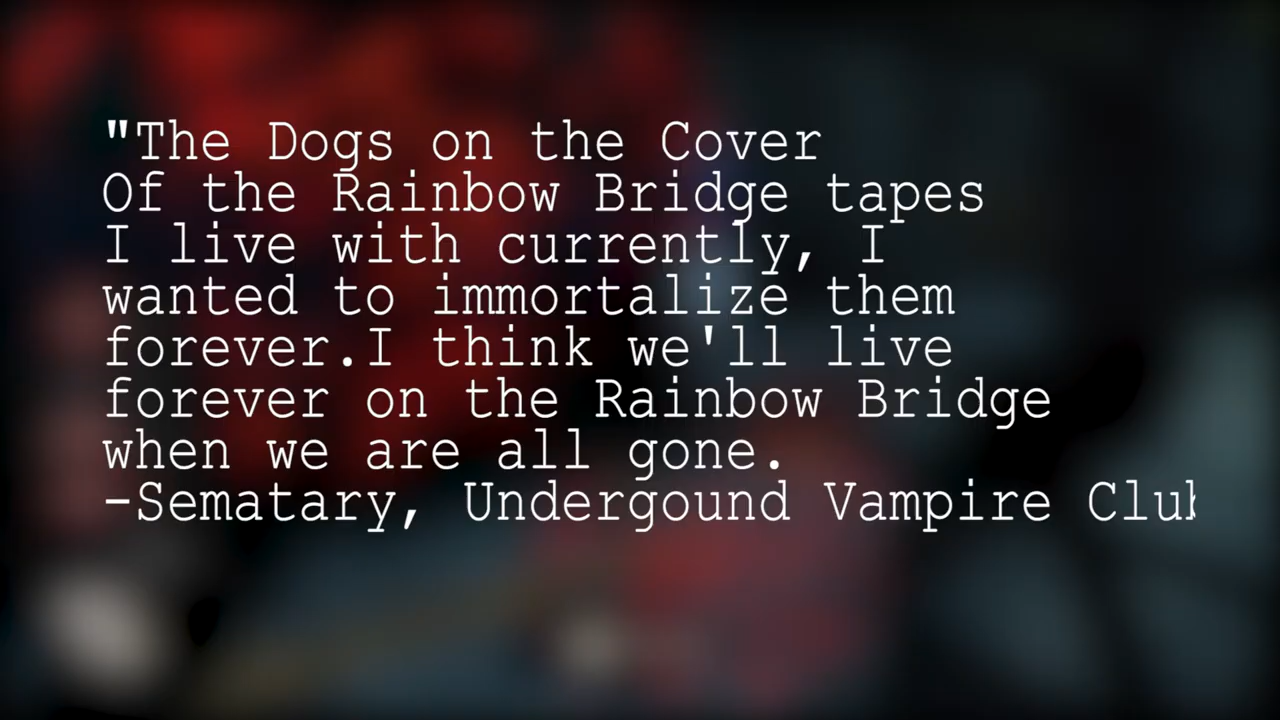 "The Dogs on the Cover
Of the Rainbow Bridge tapes
I live with currently, I
wanted to immortalize them
forever.I think we'll live
forever on the Rainbow Bridge
when we are all gone.
-Sematary, Undergound Vampire Club